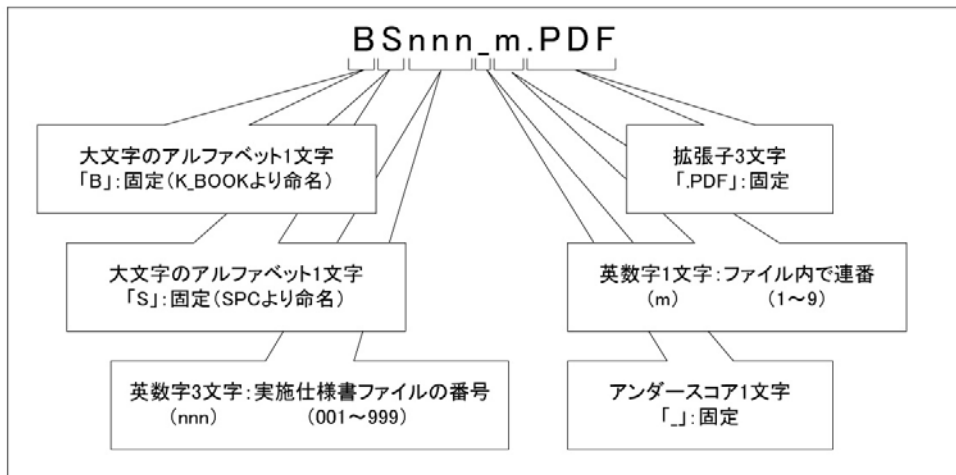 BSnnn_m.PDF
大文字のアルファベット1文字
「B」:固定(K_BOOKより命名)
拡張子3文字
「.PDF」:固定
大文字のアルファベット1文字
「S」:固定(SPCより命名)
英数字1文字:ファイル内で連番
(m) (1~9)
英数字3文字:実施仕様書ファイルの番号
(nnn) (001~999)
アンダースコア1文字
「_」:固定